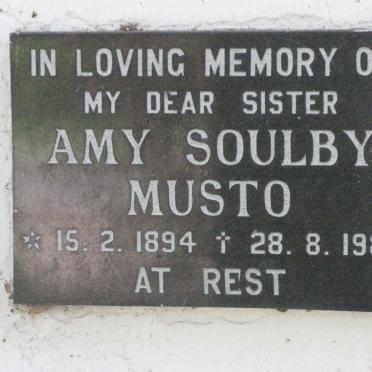 IN LOVING MEMORY O
MY DEAR SISTER
AMY SOULBY
MUSTO
* 15. 2. 1894 † 28. 8. 19
AT REST